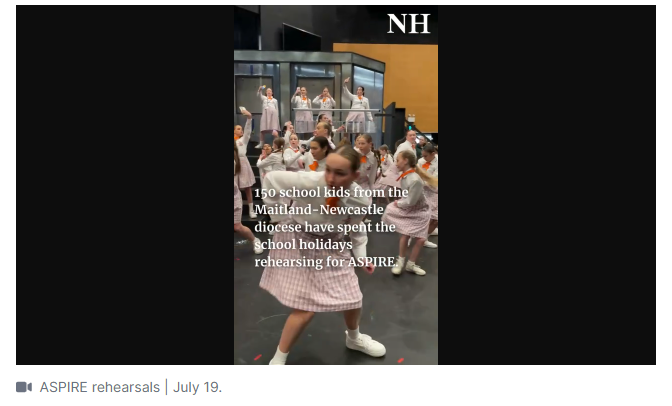 NH
150 school kids from the
Maitland-Newcastle
diocese have spent the
school holidays
rehearsing for ASPIRE.
ASPIRE rehearsals | July 19.